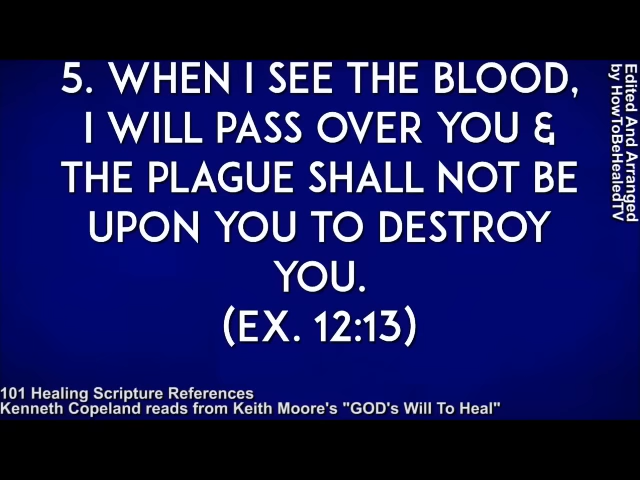 5. WHEN I SEE THE BLOOD,
I WILL PASS OVER YOU &
THE PLAGUE SHALL NOT BE
UPON YOU TO DESTROY
YOU.
(EX. 12:13)
Edited And Arranged
by HowToBeHealedTV
101 Healing Scripture References
Kenneth Copeland reads from Keith Moore's "GOD's Will To Heal"